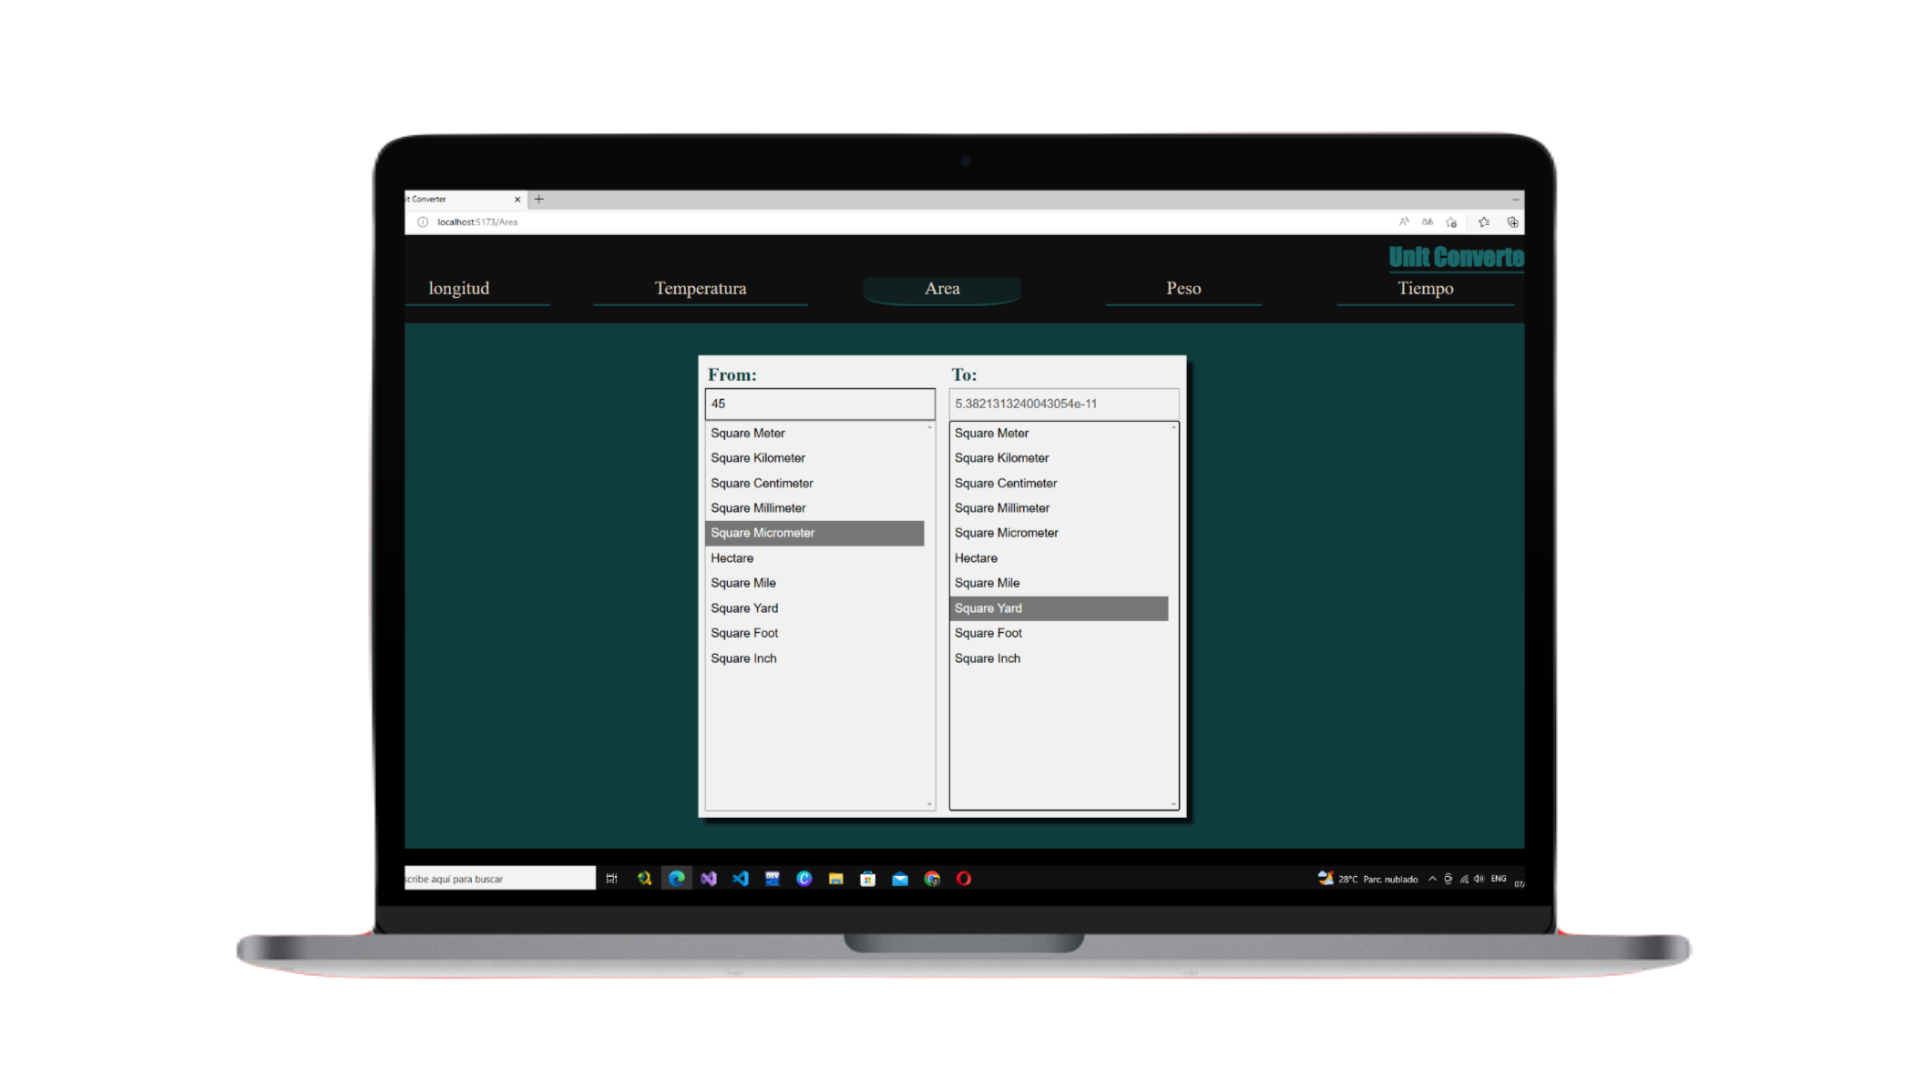 it Converter
localhost:5173/Area
Unit Converte
longitud Temperatura Area Peso Tiempo
From: To:
45 5.3821313240043054e-11
Square Meter Square Meter
Square Kilometer Square Kilometer
Square Centimeter Square Centimeter
Square Millimeter Square Millimeter
Square Micrometer Square Micrometer
Hectare Hectare
Square Mile Square Mile
Square Yard Square Yard
Square Foot Square Foot
Square Inch Square Inch
scribe aquí para buscar 28°C Parc. nublado ENG
07/